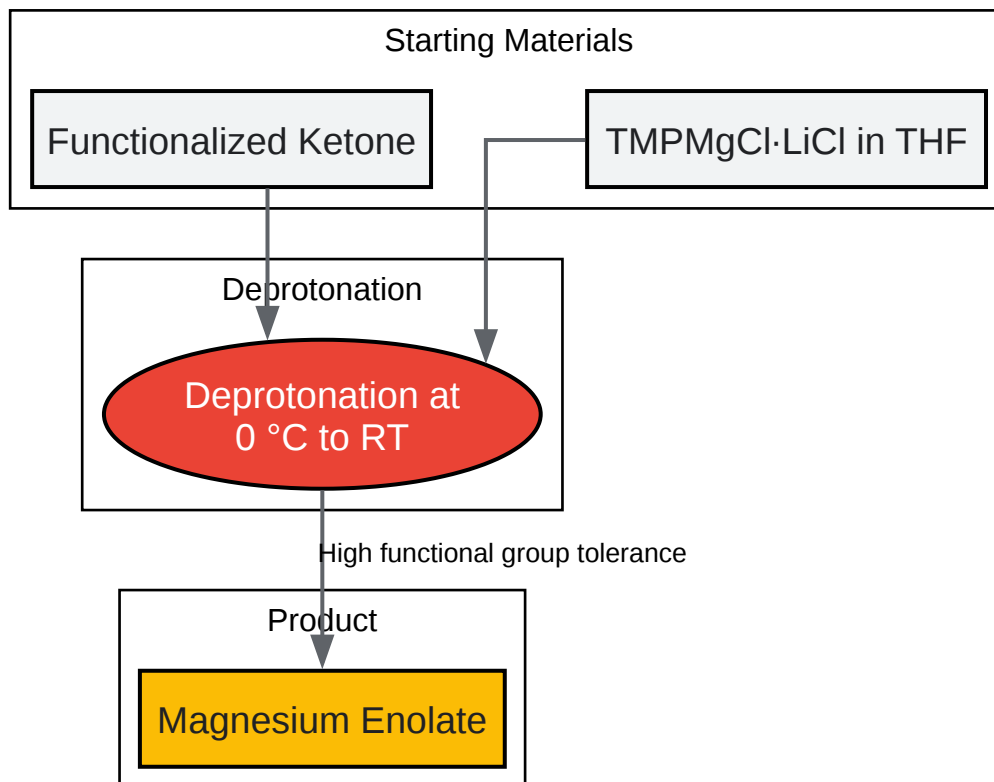 Starting Materials
Functionalized Ketone
TMPMgCl·LiCl in THF
Deprotonation
Deprotonation at
0 °C to RT
High functional group tolerance
Product
Magnesium Enolate